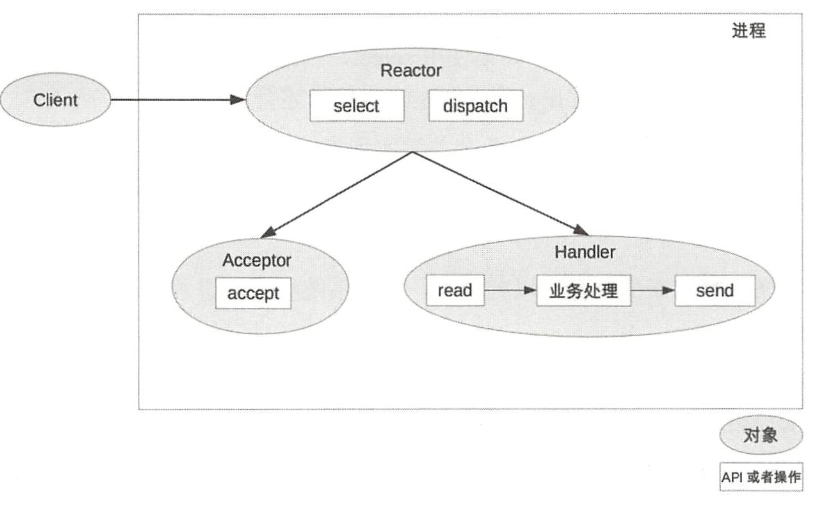 进程
Client
Reactor
select
dispatch
Acceptor
accept
Handler
read
业务处理
send
对象
API 或者操作